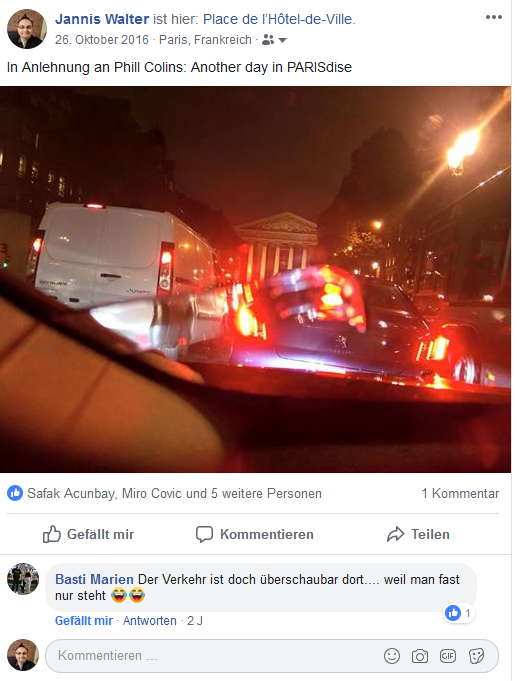 Jannis Walter ist hier: Place de l'Hôtel-de-Ville.
26. Oktober 2016 · Paris, Frankreich ·
In Anlehnung an Phill Colins: Another day in PARISdise
CITROËN
JUMPY
Safak Acunbay, Miro Covic und 5 weitere Personen
1 Kommentar
Gefällt mir
Kommentieren
Teilen
Basti Marien Der Verkehr ist doch überschaubar dort.... weil man fast
nur steht 😂😂
1
Gefällt mir · Antworten · 2 J
Kommentieren ...
GIF